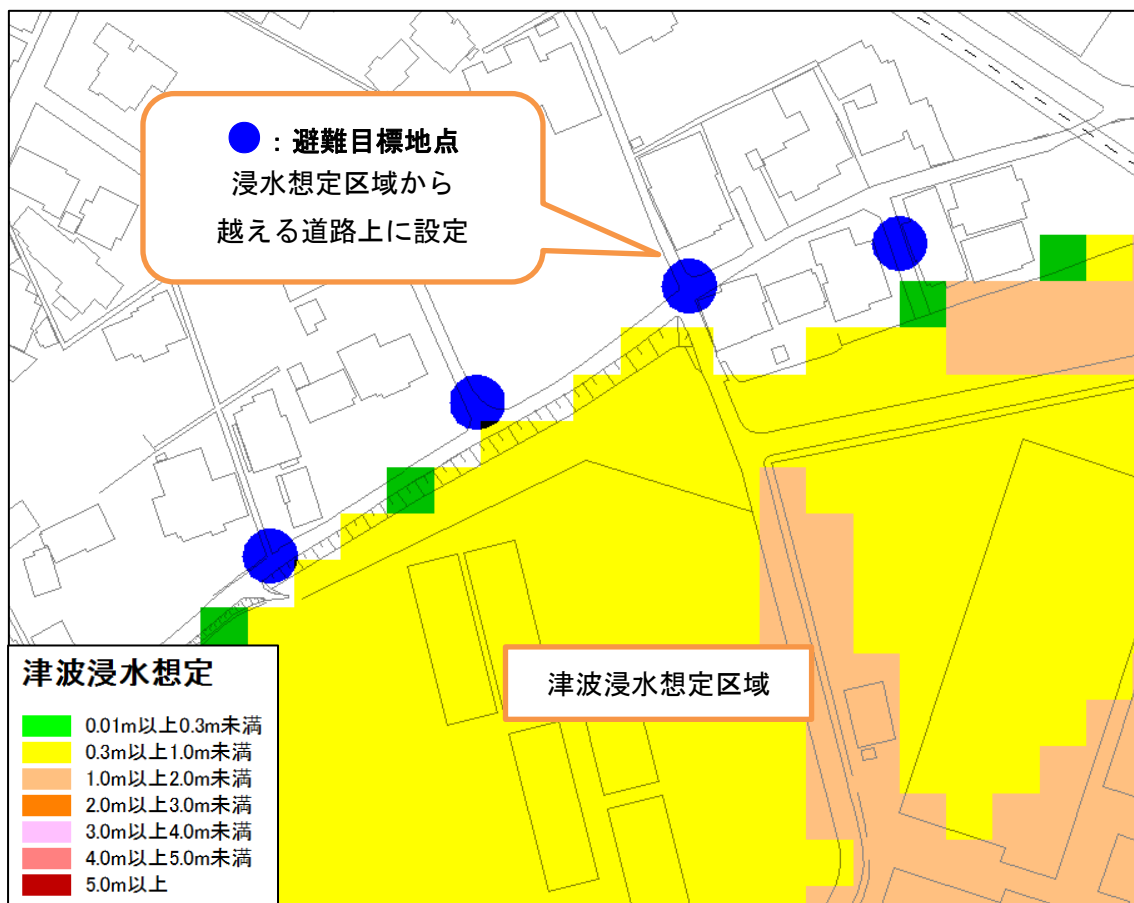 ：避難目標地点
浸水想定区域から
越える道路上に設定
津波浸水想定区域
津波浸水想定
0.01m以上0.3m未満
0.3m以上1.0m未満
1.0m以上2.0m未満
2.0m以上3.0m未満
3.0m以上4.0m未満
4.0m以上5.0m未満
5.0m以上